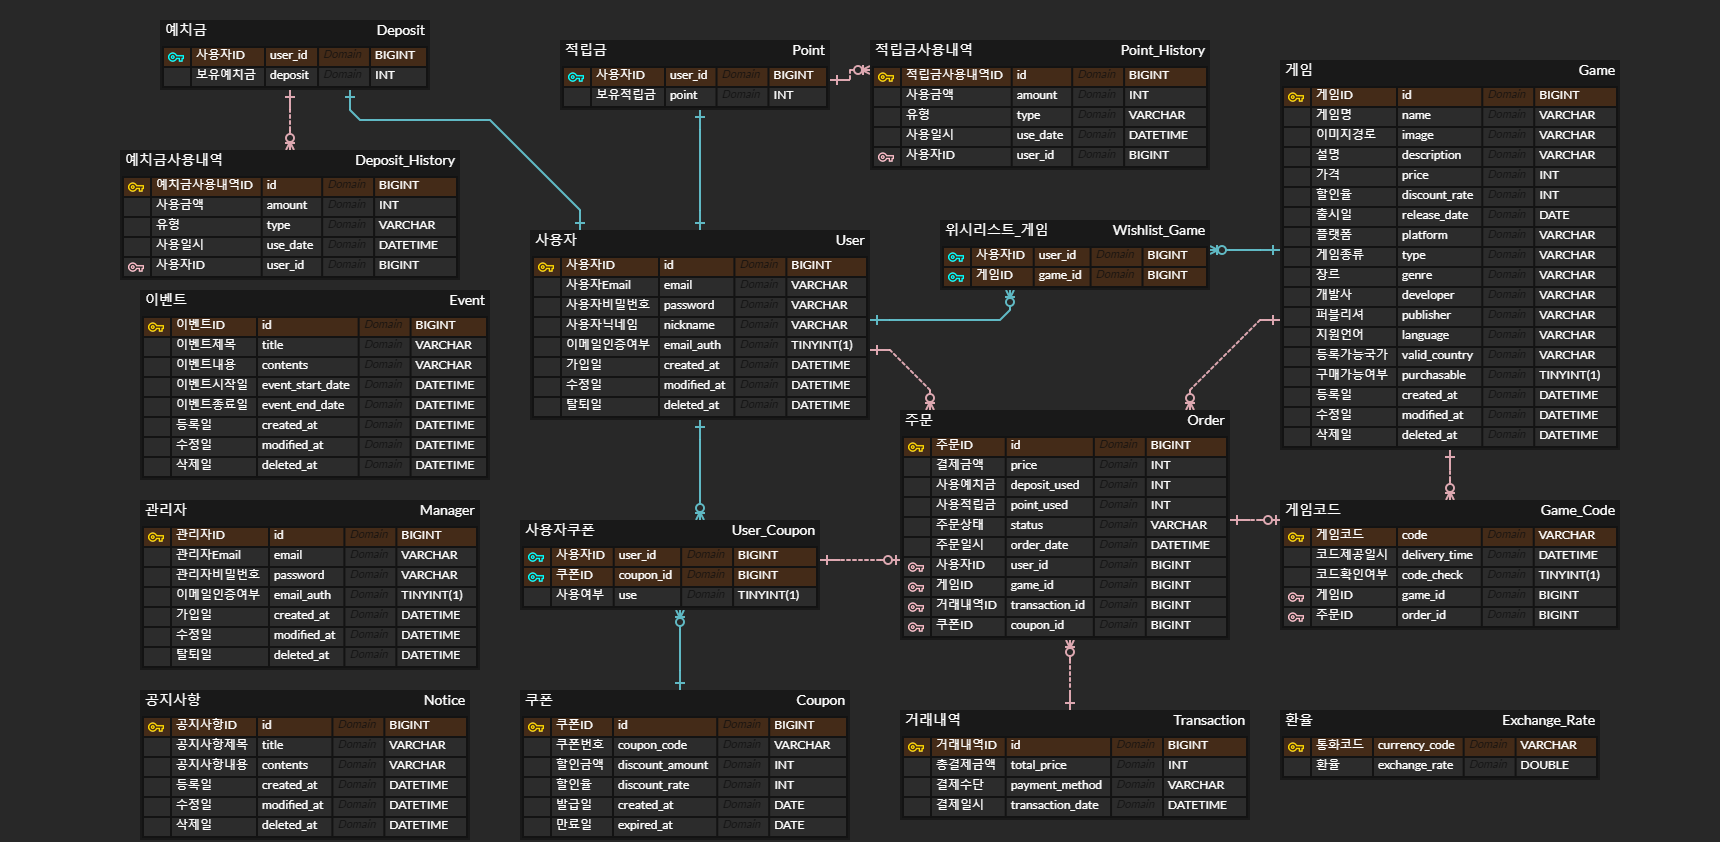 예치금 Deposit
사용자ID user_id Domain BIGINT
보유예치금 deposit Domain INT
적립금 Point
사용자ID user_id Domain BIGINT
보유적립금 point Domain INT
적립금사용내역 Point_History
적립금사용내역ID id Domain BIGINT
사용금액 amount Domain INT
유형 type Domain VARCHAR
사용일시 use_date Domain DATETIME
사용자ID user_id Domain BIGINT
게임 Game
게임ID id Domain BIGINT
게임명 name Domain VARCHAR
이미지경로 image Domain VARCHAR
설명 description Domain VARCHAR
가격 price Domain INT
할인율 discount_rate Domain INT
출시일 release_date Domain DATE
플랫폼 platform Domain VARCHAR
게임종류 type Domain VARCHAR
장르 genre Domain VARCHAR
개발사 developer Domain VARCHAR
퍼블리셔 publisher Domain VARCHAR
지원언어 language Domain VARCHAR
등록가능국가 valid_country Domain VARCHAR
구매가능여부 purchasable Domain TINYINT(1)
등록일 created_at Domain DATETIME
수정일 modified_at Domain DATETIME
삭제일 deleted_at Domain DATETIME
예치금사용내역 Deposit_History
예치금사용내역ID id Domain BIGINT
사용금액 amount Domain INT
유형 type Domain VARCHAR
사용일시 use_date Domain DATETIME
사용자ID user_id Domain BIGINT
사용자 User
사용자ID id Domain BIGINT
사용자Email email Domain VARCHAR
사용자비밀번호 password Domain VARCHAR
사용자닉네임 nickname Domain VARCHAR
이메일인증여부 email_auth Domain TINYINT(1)
가입일 created_at Domain DATETIME
수정일 modified_at Domain DATETIME
탈퇴일 deleted_at Domain DATETIME
위시리스트_게임 Wishlist_Game
사용자ID user_id Domain BIGINT
게임ID game_id Domain BIGINT
이벤트 Event
이벤트ID id Domain BIGINT
이벤트제목 title Domain VARCHAR
이벤트내용 contents Domain VARCHAR
이벤트시작일 event_start_date Domain DATETIME
이벤트종료일 event_end_date Domain DATETIME
등록일 created_at Domain DATETIME
수정일 modified_at Domain DATETIME
삭제일 deleted_at Domain DATETIME
주문 Order
주문ID id Domain BIGINT
결제금액 price Domain INT
사용예치금 deposit_used Domain INT
사용적립금 point_used Domain INT
주문상태 status Domain VARCHAR
주문일시 order_date Domain DATETIME
사용자ID user_id Domain BIGINT
게임ID game_id Domain BIGINT
거래내역ID transaction_id Domain BIGINT
쿠폰ID coupon_id Domain BIGINT
관리자 Manager
관리자ID id Domain BIGINT
관리자Email email Domain VARCHAR
관리자비밀번호 password Domain VARCHAR
이메일인증여부 email_auth Domain TINYINT(1)
가입일 created_at Domain DATETIME
수정일 modified_at Domain DATETIME
탈퇴일 deleted_at Domain DATETIME
사용자쿠폰 User_Coupon
사용자ID user_id Domain BIGINT
쿠폰ID coupon_id Domain BIGINT
사용여부 use Domain TINYINT(1)
게임코드 Game_Code
게임코드 code Domain VARCHAR
코드제공일시 delivery_time Domain DATETIME
코드확인여부 code_check Domain TINYINT(1)
게임ID game_id Domain BIGINT
주문ID order_id Domain BIGINT
공지사항 Notice
공지사항ID id Domain BIGINT
공지사항제목 title Domain VARCHAR
공지사항내용 contents Domain VARCHAR
등록일 created_at Domain DATETIME
수정일 modified_at Domain DATETIME
삭제일 deleted_at Domain DATETIME
쿠폰 Coupon
쿠폰ID id Domain BIGINT
쿠폰번호 coupon_code Domain VARCHAR
할인금액 discount_amount Domain INT
할인율 discount_rate Domain INT
발급일 created_at Domain DATE
만료일 expired_at Domain DATE
거래내역 Transaction
거래내역ID id Domain BIGINT
총결제금액 total_price Domain INT
결제수단 payment_method Domain VARCHAR
결제일시 transaction_date Domain DATETIME
환율 Exchange_Rate
통화코드 currency_code Domain VARCHAR
환율 exchange_rate Domain DOUBLE